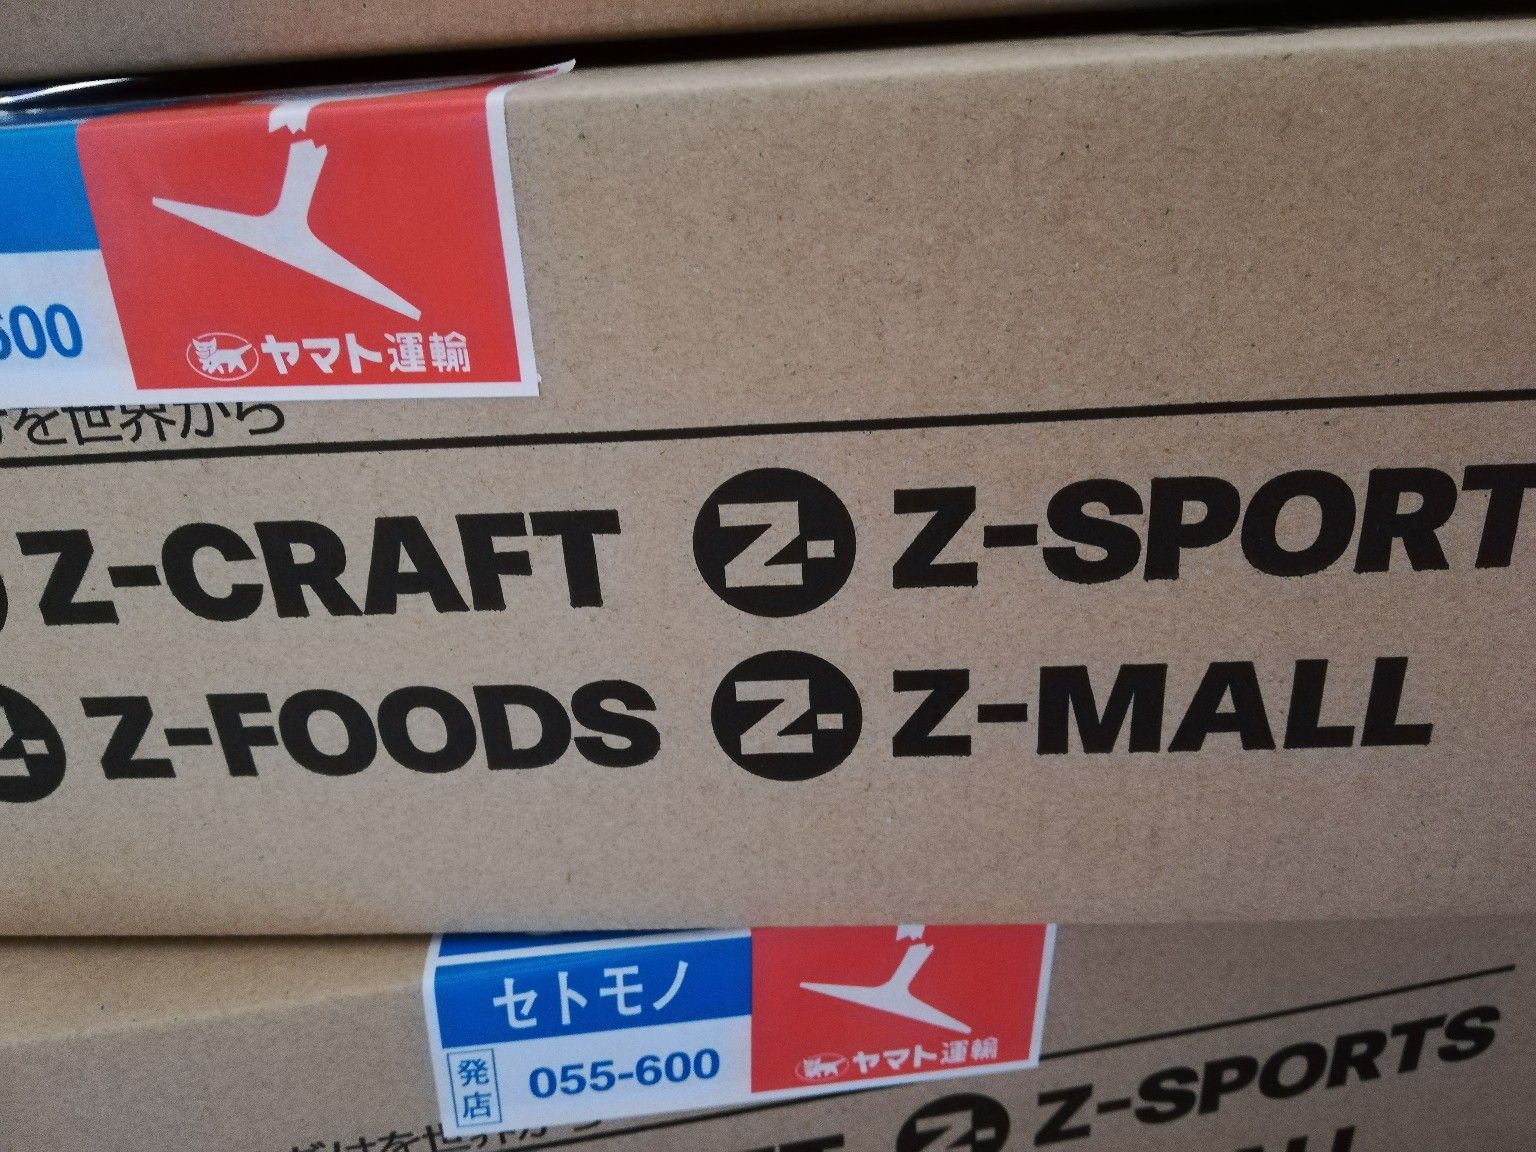 600
ヤマト運輸
を世界から
Z-CRAFT
Z- Z-SPORT
Z-FOODS
Z- Z-MALL
セトモノ
発店
055-600
ヤマト運輸
Z-SPORTS